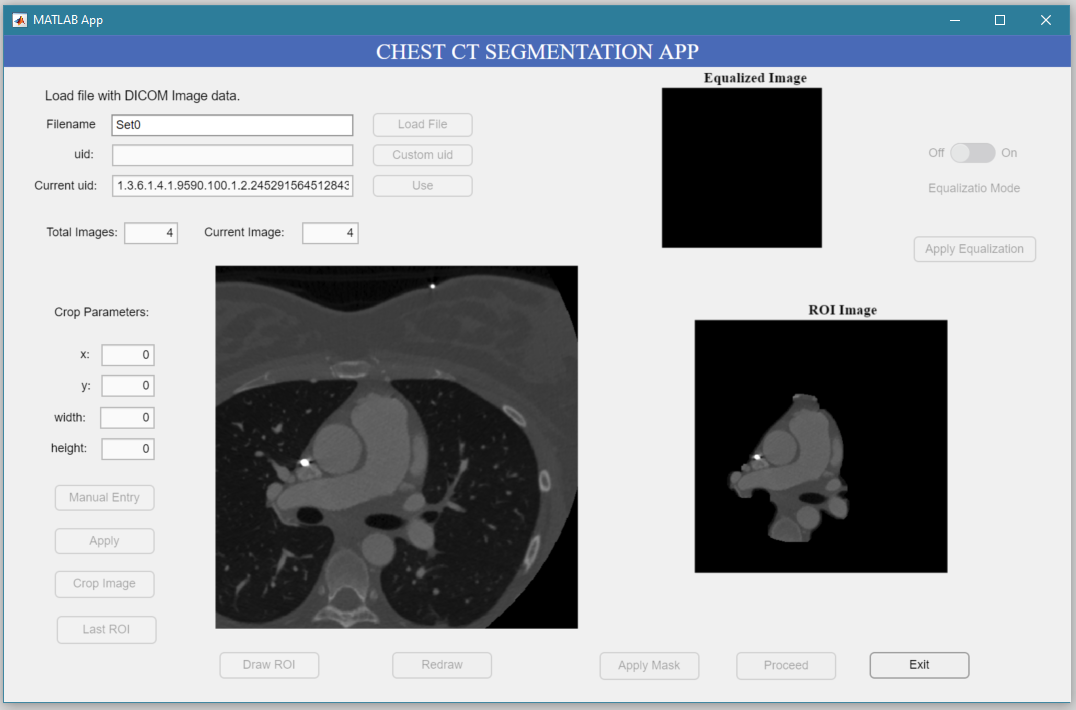 MATLAB App
CHEST CT SEGMENTATION APP
Load file with DICOM Image data.
Filename Set0 Load File
uid: Custom uid
Current uid: 1.3.6.1.4.1.9590.100.1.2.245291564512843 Use
Total Images: 4 Current Image: 4
Equalized Image
Off On
Equalizatio Mode
Apply Equalization
Crop Parameters:
x: 0
y: 0
width: 0
height: 0
Manual Entry
Apply
Crop Image
Last ROI
ROI Image
Draw ROI Redraw Apply Mask Proceed Exit